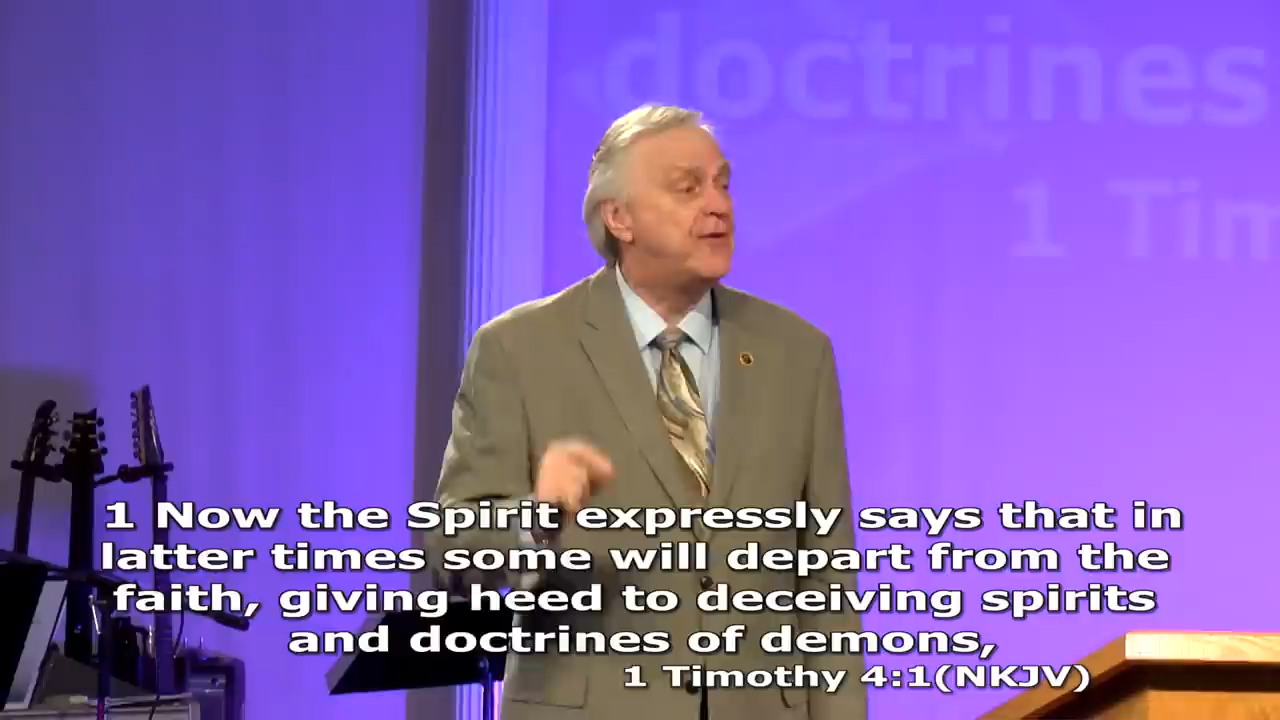 doctrines
1 Tim
1 Now the Spirit expressly says that in
latter times some will depart from the
faith, giving heed to deceiving spirits
and doctrines of demons,
1 Timothy 4:1(NKJV)